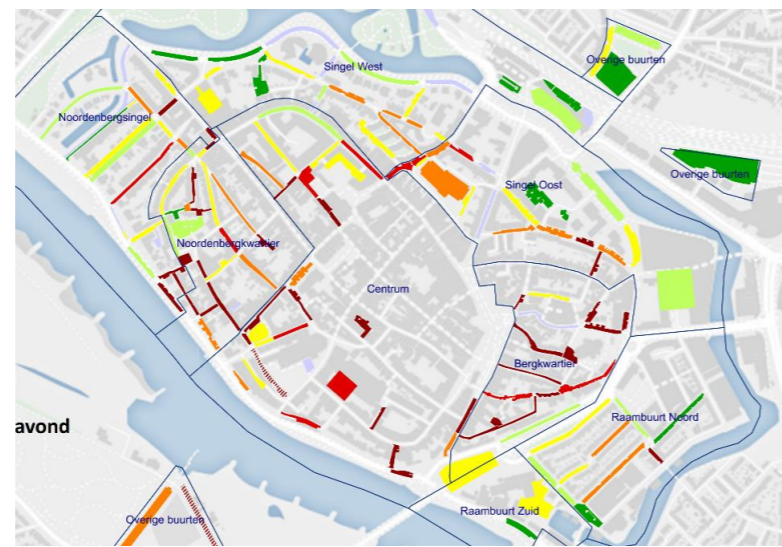 Overige buurten
Singel West
Noordenbergsingel
Overige buurten
Singel Oost
Noordenbergkwartier
Centrum
Bergkwartier
Raambuurt Noord
avond
Raambuurt Zuid
Overige buurten